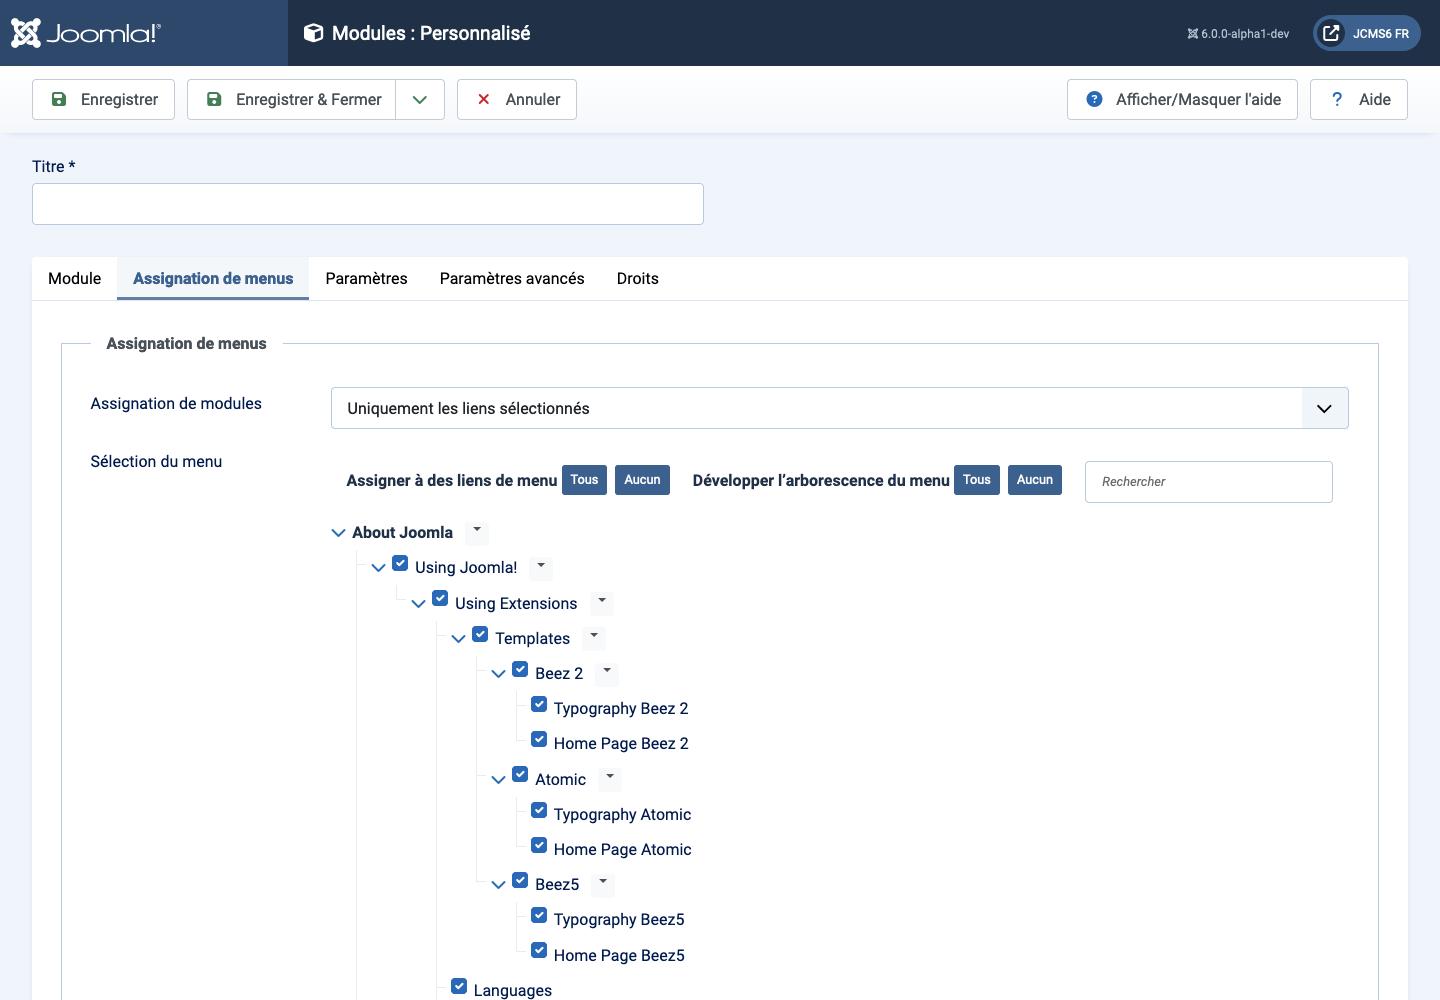 Joomla!®
Modules : Personnalisé
6.0.0-alpha1-dev
JCMS6 FR
Enregistrer
Enregistrer & Fermer
Annuler
Afficher/Masquer l'aide
? Aide
Titre *
Module
Assignation de menus
Paramètres
Paramètres avancés
Droits
Assignation de menus
Assignation de modules
Uniquement les liens sélectionnés
Sélection du menu
Assigner à des liens de menu Tous Aucun
Développer l’arborescence du menu Tous Aucun
Rechercher
About Joomla
Using Joomla!
Using Extensions
Templates
Beez 2
Typography Beez 2
Home Page Beez 2
Atomic
Typography Atomic
Home Page Atomic
Beez5
Typography Beez5
Home Page Beez5
Languages